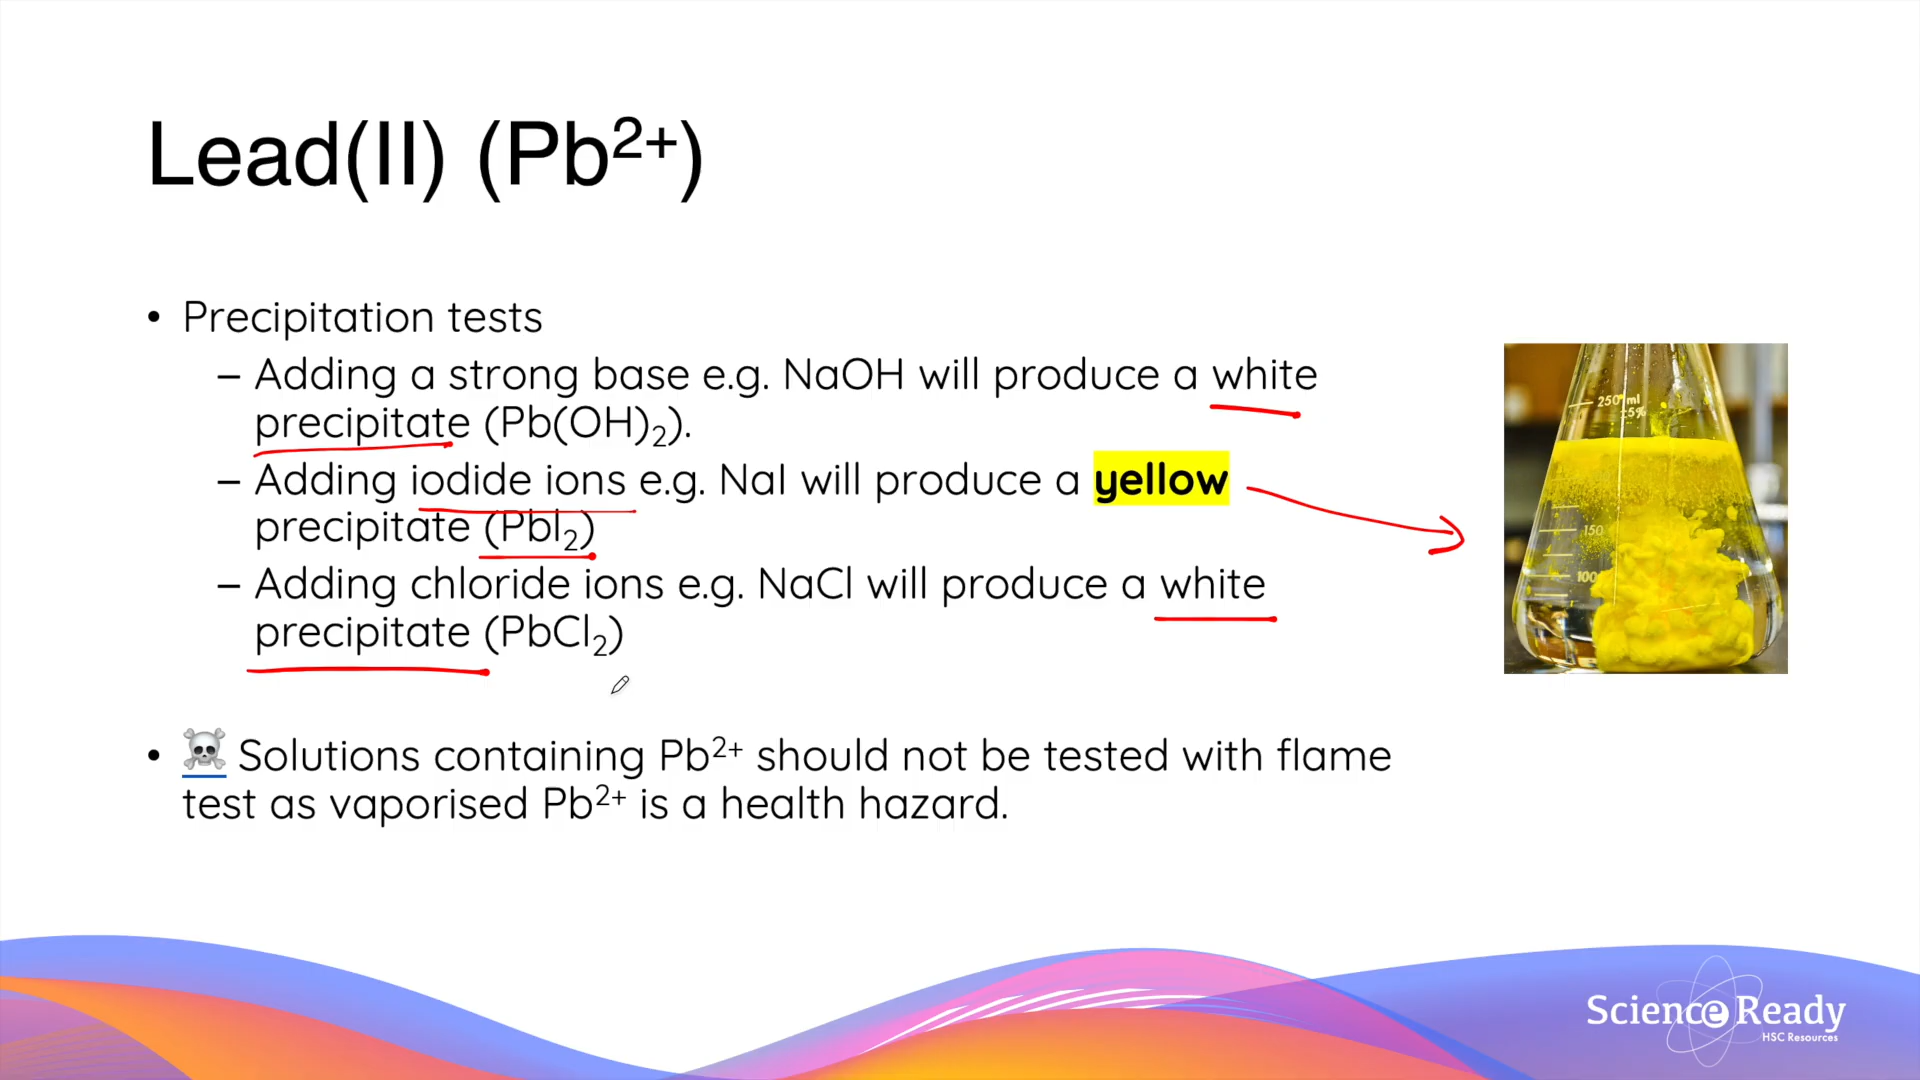 Lead(II) (Pb²⁺)
• Precipitation tests
– Adding a strong base e.g. NaOH will produce a white
precipitate (Pb(OH)₂).
– Adding iodide ions e.g. NaI will produce a yellow
precipitate (PbI₂)
– Adding chloride ions e.g. NaCl will produce a white
precipitate (PbCl₂)
250 ml
±5%
150
100
• ☠️ Solutions containing Pb²⁺ should not be tested with flame
test as vaporised Pb²⁺ is a health hazard.
Science Ready
HSC Resources